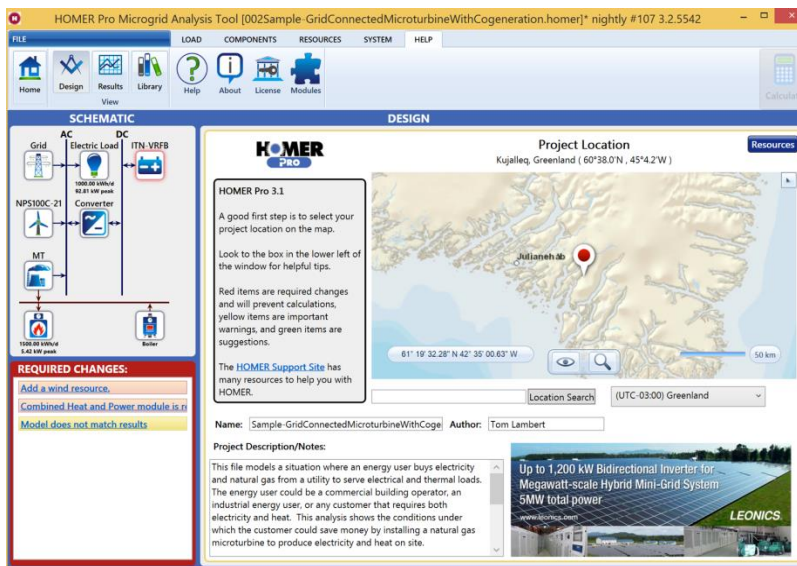 HOMER Pro Microgrid Analysis Tool [002Sample-GridConnectedMicroturbineWithCogeneration.homer]* nightly #107 3.2.5542
FILE
LOAD COMPONENTS RESOURCES SYSTEM HELP
Home Design Results Library Help About License Modules
View
SCHEMATIC
AC DC
Grid Electric Load ITN-VRFB
1000.00 kWh/d
92.81 kW peak
NPS100C-21 Converter
MT
1500.00 kWh/d
5.42 kW peak
Boiler
REQUIRED CHANGES:
Add a wind resource.
Combined Heat and Power module is
Model does not match results
DESIGN
HOMER
PRO
Project Location
Kujalleq, Greenland ( 60°38.0'N , 45°4.2'W )
Resources
HOMER Pro 3.1
A good first step is to select your
project location on the map.
Look to the box in the lower left of
the window for helpful tips.
Red items are required changes
and will prevent calculations,
yellow items are important
warnings, and green items are
suggestions.
The HOMER Support Site has
many resources to help you with
HOMER.
Julianehåb
61° 19' 32.28" N 42° 35' 00.63" W
50 km
Location Search
(UTC-03:00) Greenland
Name: Sample-GridConnectedMicroturbineWithCoge Author: Tom Lambert
Project Description/Notes:
This file models a situation where an energy user buys electricity
and natural gas from a utility to serve electrical and thermal loads.
The energy user could be a commercial building operator, an
industrial energy user, or any customer that requires both
electricity and heat. This analysis shows the conditions under
which the customer could save money by installing a natural gas
microturbine to produce electricity and heat on site.
Up to 1,200 kW Bidirectional Inverter for
Megawatt-scale Hybrid Mini-Grid System
5MW total power
www.leonics.com
LEONICS